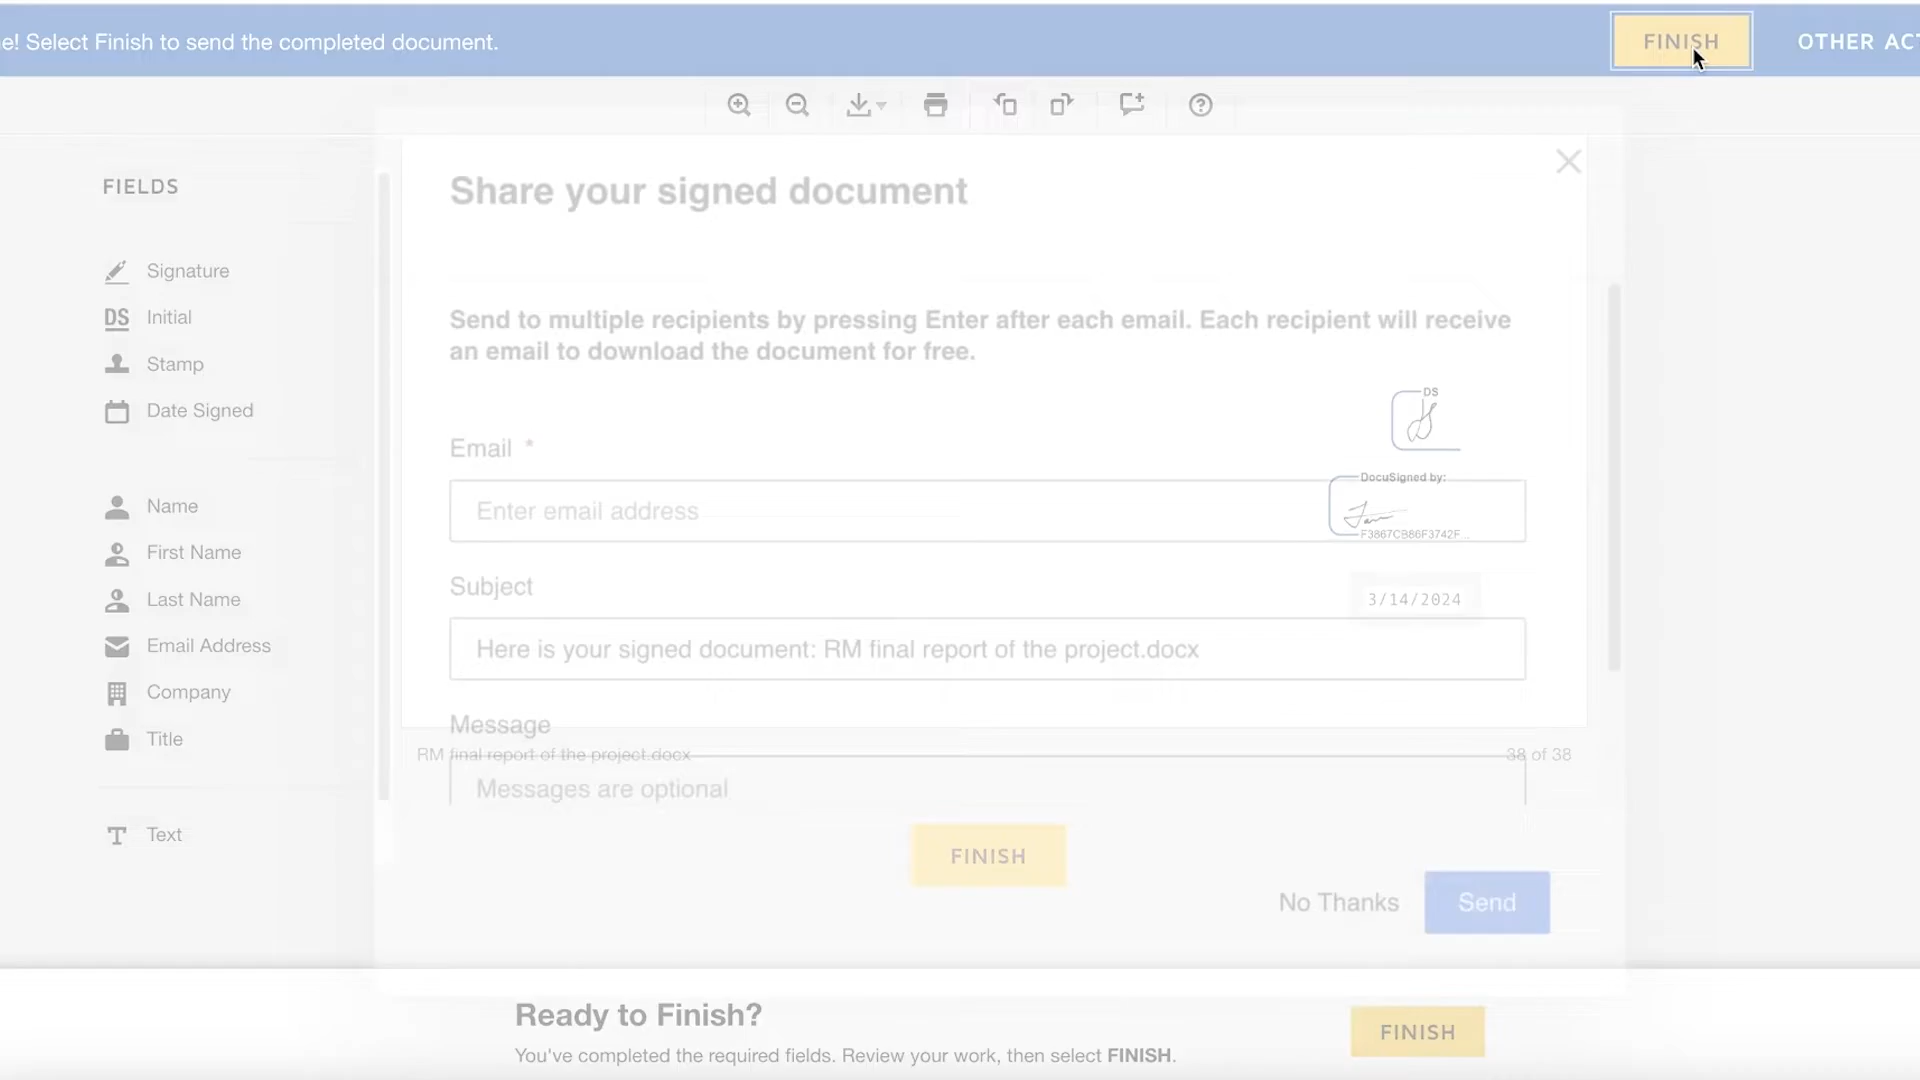 e! Select Finish to send the completed document.
FINISH
OTHER ACT
FIELDS
Signature
DS Initial
Stamp
Date Signed
Name
First Name
Last Name
Email Address
Company
Title
Text
Share your signed document
Send to multiple recipients by pressing Enter after each email. Each recipient will receive
an email to download the document for free.
DS
Email *
DocuSigned by:
Enter email address
F3867CB86F3742F...
Subject
3/14/2024
Here is your signed document: RM final report of the project.docx
Message
RM final report of the project.docx
38 of 38
Messages are optional
FINISH
No Thanks
Send
Ready to Finish?
You've completed the required fields. Review your work, then select FINISH.
FINISH